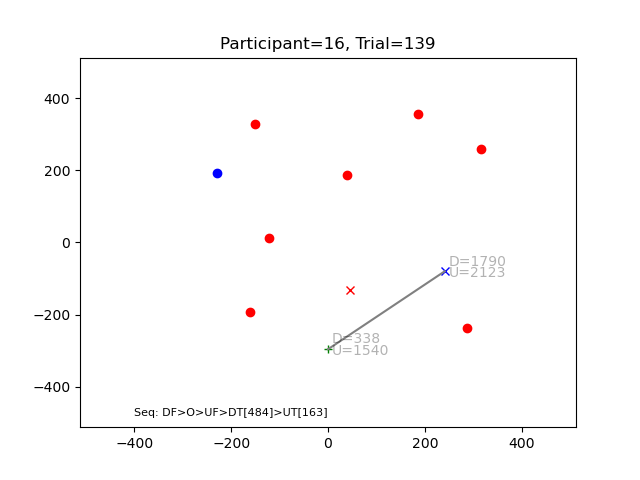 Participant=16, Trial=139
400
200
0
−200
−400
D=1790
U=2123
D=338
U=1540
Seq: DF>O>UF>DT[484]>UT[163]
−400 −200 0 200 400